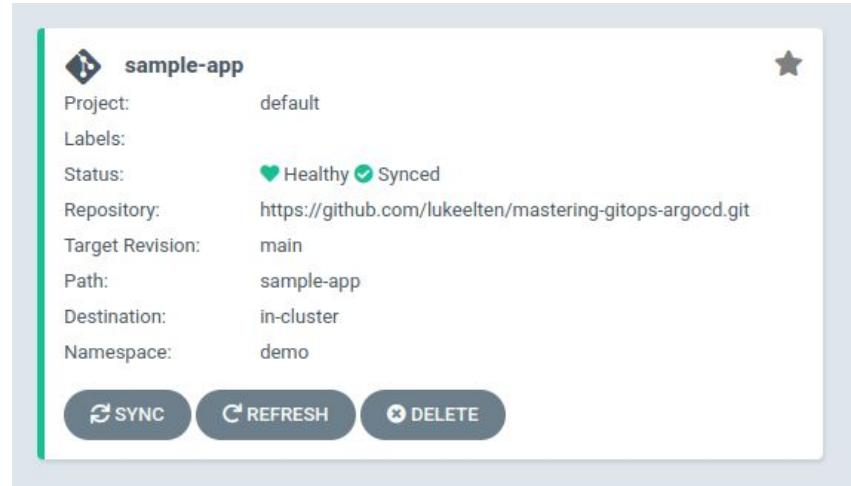 sample-app
Project: default
Labels:
Status: Healthy Synced
Repository: https://github.com/lukeelten/mastering-gitops-argocd.git
Target Revision: main
Path: sample-app
Destination: in-cluster
Namespace: demo
SYNC REFRESH DELETE